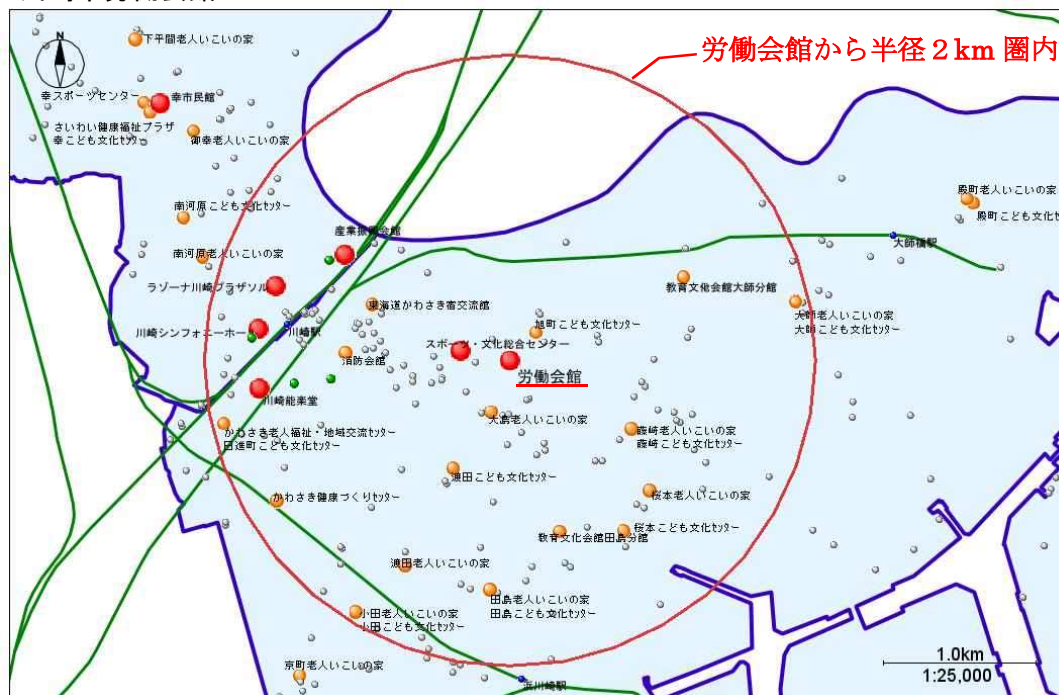 N
下平間老人いこいの家
労働会館から半径２km 圏内
幸スポーツセンター
幸市民館
さいわい健康福祉プラザ
幸こども文化センター
御幸老人いこいの家
南河原こども文化センター
殿町老人いこいの家
殿町こども文化セ
産業振興会館
大師橋駅
南河原老人いこいの家
ラゾーナ川崎プラザソル
教育文化会館大師分館
東海道かわさき宿交流館
大師老人いこいの家
大師こども文化センター
川崎シンフォニーホー
川崎駅
旭町こども文化センター
スポーツ・文化総合センター
消防会館
労働会館
川崎能楽堂
大島老人いこいの家
かわさき老人福祉・地域交流センター
日進町こども文化センター
藤崎老人いこいの家
藤崎こども文化センター
渡田こども文化センター
かわさき健康づくりセンター
桜本老人いこいの家
桜本こども文化センター
教育文化会館田島分館
渡田老人いこいの家
田島老人いこいの家
田島こども文化センター
小田老人いこいの家
小田こども文化センター
京町老人いこいの家
浜川崎駅
1.0km
1:25,000